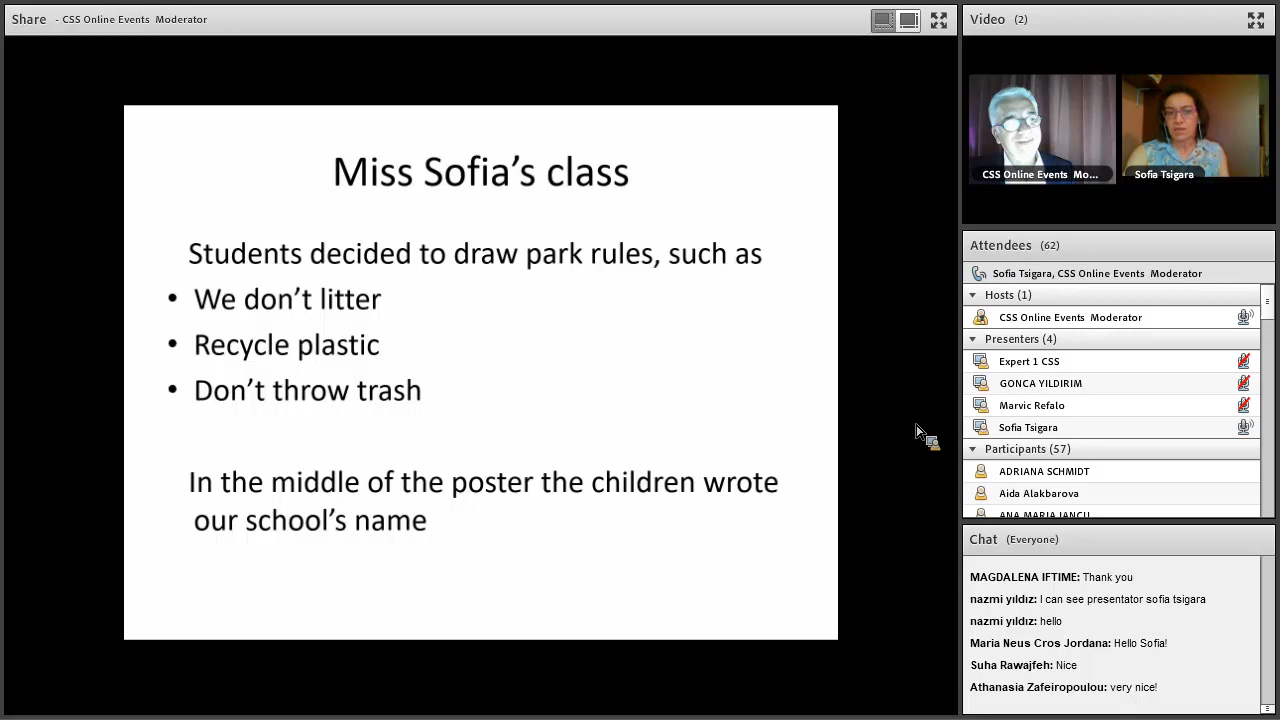 Share - CSS Online Events Moderator
Miss Sofia’s class
Students decided to draw park rules, such as
• We don’t litter
• Recycle plastic
• Don’t throw trash
In the middle of the poster the children wrote
our school’s name
Video (2)
CSS Online Events Mo...
Sofia Tsigara
Attendees (62)
Sofia Tsigara, CSS Online Events Moderator
Hosts (1)
CSS Online Events Moderator
Presenters (4)
Expert 1 CSS
GONCA YILDIRIM
Marvic Refalo
Sofia Tsigara
Participants (57)
ADRIANA SCHMIDT
Aida Alakbarova
ANA MARIA IANCU
Chat (Everyone)
MAGDALENA IFTIME: Thank you
nazmi yıldız: I can see presentator sofia tsigara
nazmi yıldız: hello
Maria Neus Cros Jordana: Hello Sofia!
Suha Rawajfeh: Nice
Athanasia Zafeiropoulou: very nice!